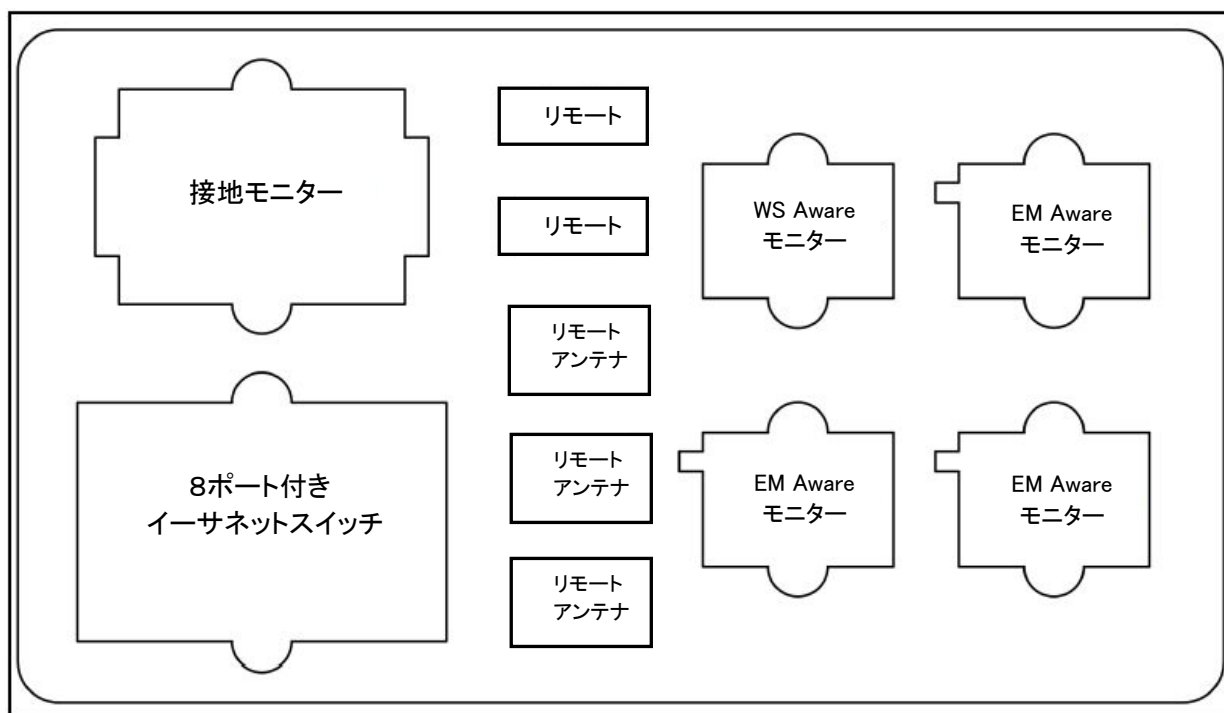 接地モニター
リモート
リモート
WS Aware
モニター
EM Aware
モニター
リモート
アンテナ
8ポート付き
イーサネットスイッチ
リモート
アンテナ
EM Aware
モニター
EM Aware
モニター
リモート
アンテナ